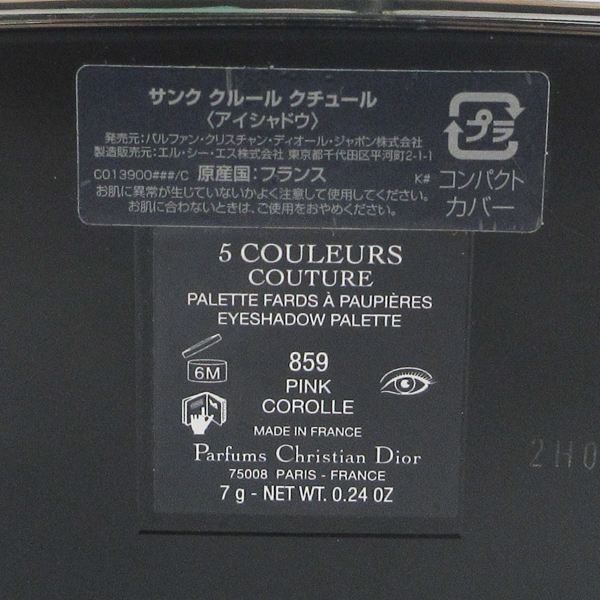 サンク クルール クチュール
〈アイシャドウ〉
発売元:パルファン・クリスチャン・ディオール・ジャポン株式会社
製造販売元:エル・シー・エス株式会社 東京都千代田区平河町2-1-1
C013900###/C 原産国:フランス K#
お肌に異常が生じていないかよく注意して使用してください。
お肌に合わないときは、ご使用をおやめください。
プラ
コンパクト
カバー
5 COULEURS
COUTURE
PALETTE FARDS À PAUPIÈRES
EYESHADOW PALETTE
6M
859
PINK
COROLLE
MADE IN FRANCE
Parfums Christian Dior
75008 PARIS - FRANCE
7 g - NET WT. 0.24 OZ
2H0